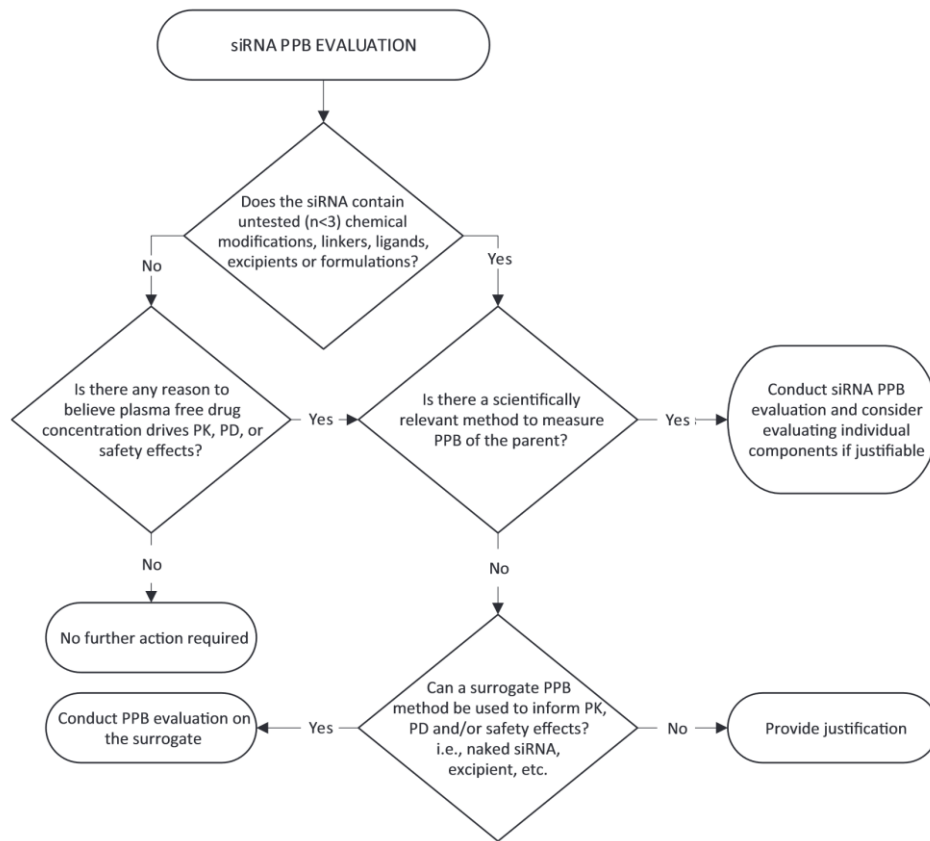 siRNA PPB EVALUATION
Does the siRNA contain
untested (n<3) chemical
modifications, linkers, ligands,
excipients or formulations?
No
Yes
Is there any reason to
believe plasma free drug
concentration drives PK, PD, or
safety effects?
Yes
Is there a scientifically
relevant method to measure
PPB of the parent?
Yes
Conduct siRNA PPB
evaluation and consider
evaluating individual
components if justifiable
No
No
No further action required
Can a surrogate PPB
method be used to inform PK,
PD and/or safety effects?
i.e., naked siRNA,
excipient, etc.
Yes
Conduct PPB evaluation on
the surrogate
No
Provide justification